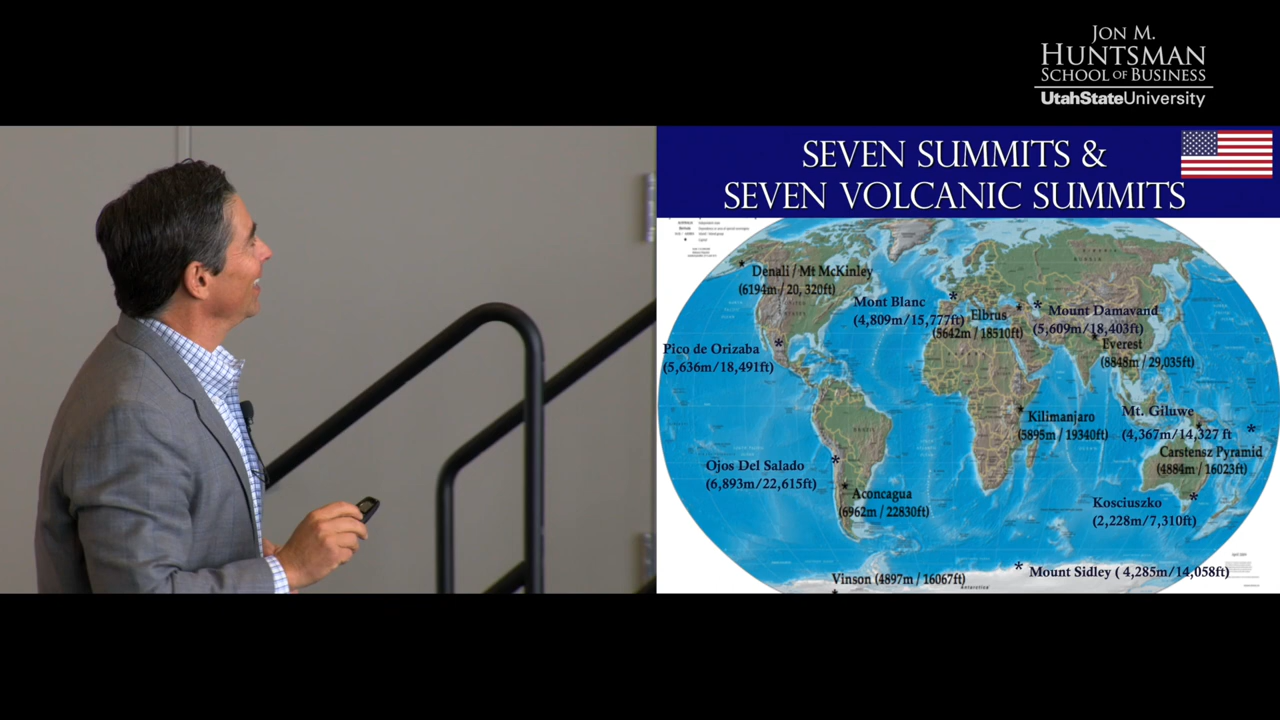 JON M.
HUNTSMAN
SCHOOL OF BUSINESS
UtahStateUniversity
SEVEN SUMMITS &
SEVEN VOLCANIC SUMMITS
Denali / Mt McKinley
(6194m / 20, 320ft)
Mont Blanc
(4,809m/15,777ft)
Elbrus
(5642m / 18510ft)
Mount Damavand
(5,609m/18,403ft)
Everest
(8848m / 29,035ft)
Pico de Orizaba
(5,636m/18,491ft)
Kilimanjaro
(5895m / 19340ft)
Mt. Giluwe
(4,367m/14,327 ft
Carstensz Pyramid
(4884m / 16023ft)
Ojos Del Salado
(6,893m/22,615ft)
Aconcagua
(6962m / 22830ft)
Kosciuszko
(2,228m/7,310ft)
Vinson (4897m / 16067ft)
Mount Sidley ( 4,285m/14,058ft)
Antarctica